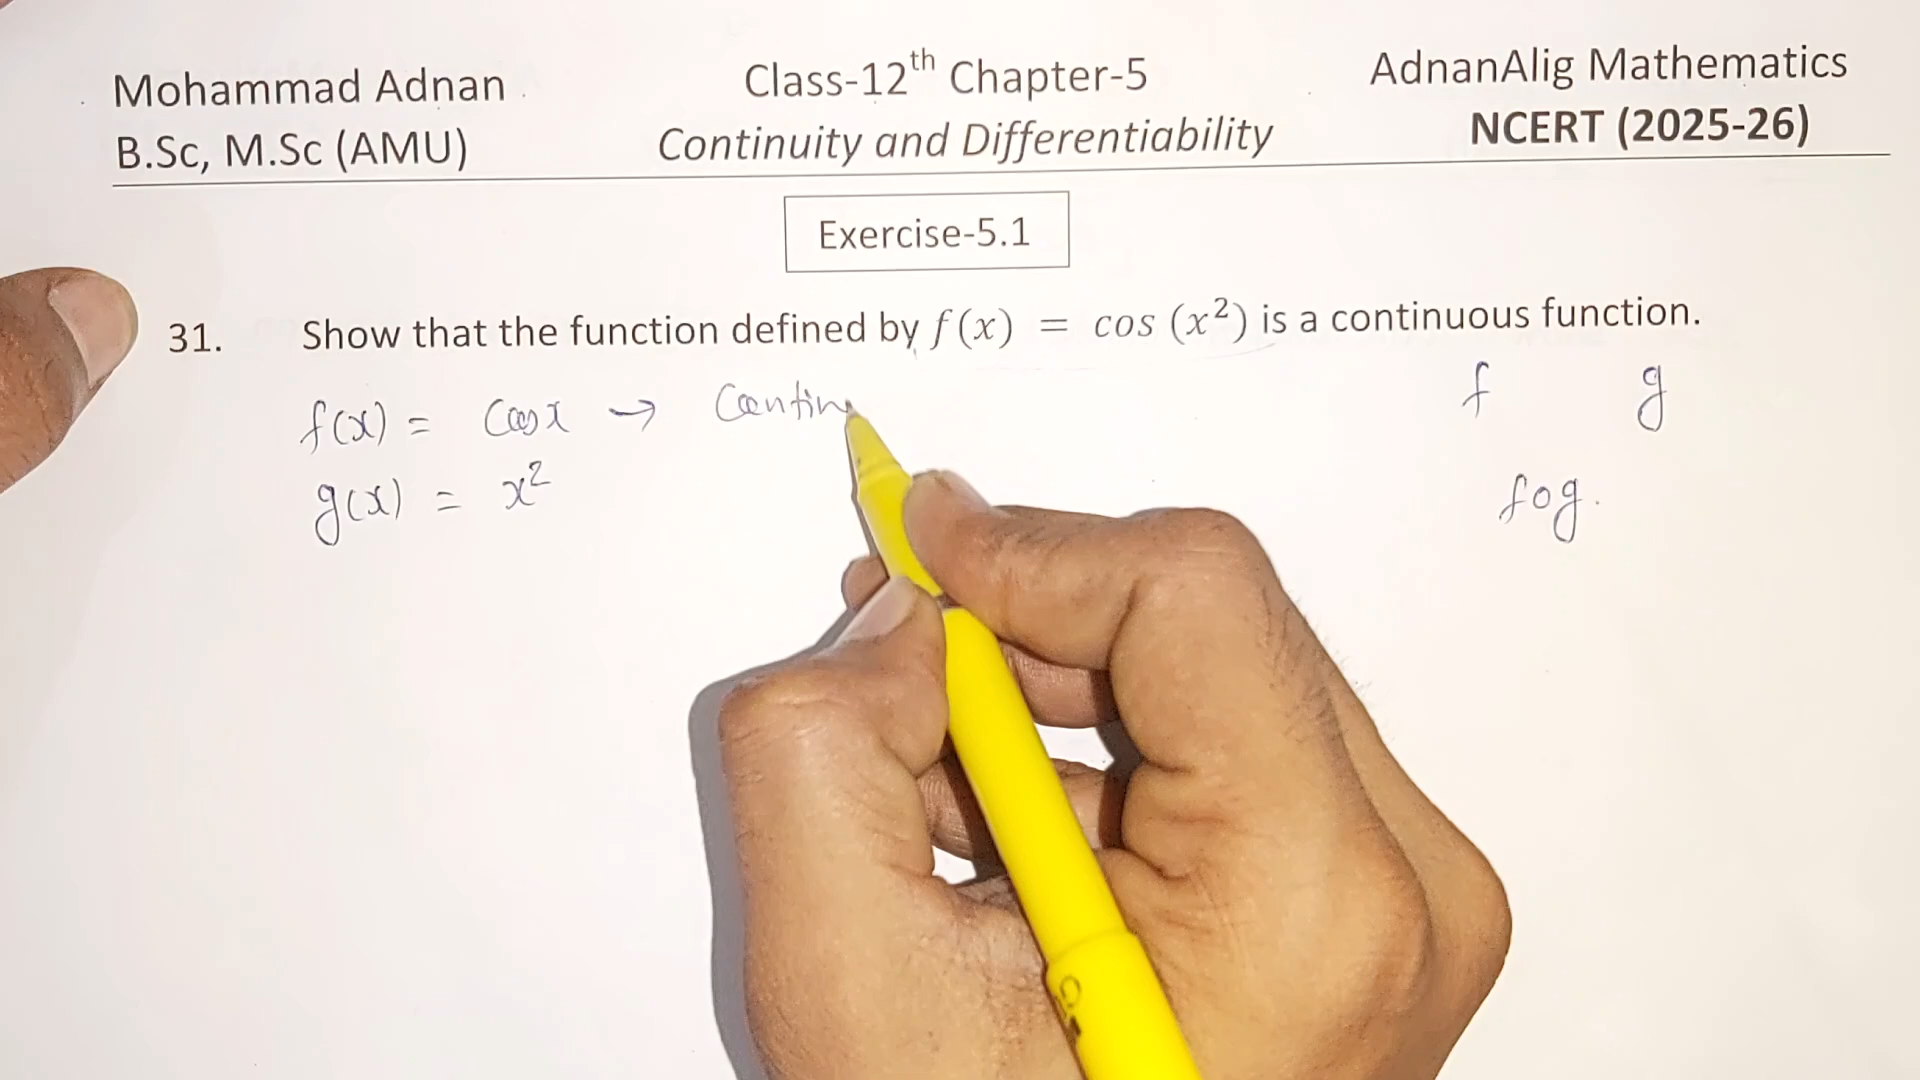 Mohammad Adnan
B.Sc, M.Sc (AMU)
Class-12th Chapter-5
Continuity and Differentiability
AdnanAlig Mathematics
NCERT (2025-26)
Exercise-5.1
31. Show that the function defined by f(x) = cos (x²) is a continuous function.
f(x) = Cosx → Contin
g(x) = x²
f g
fog.